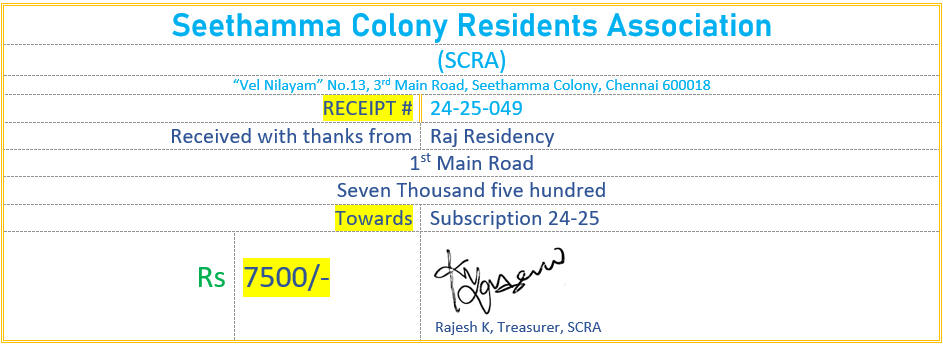 Seethamma Colony Residents Association
(SCRA)
“Vel Nilayam” No.13, 3rd Main Road, Seethamma Colony, Chennai 600018
RECEIPT # 24-25-049
Received with thanks from Raj Residency
1st Main Road
Seven Thousand five hundred
Towards Subscription 24-25
Rs 7500/-
Rajesh K, Treasurer, SCRA